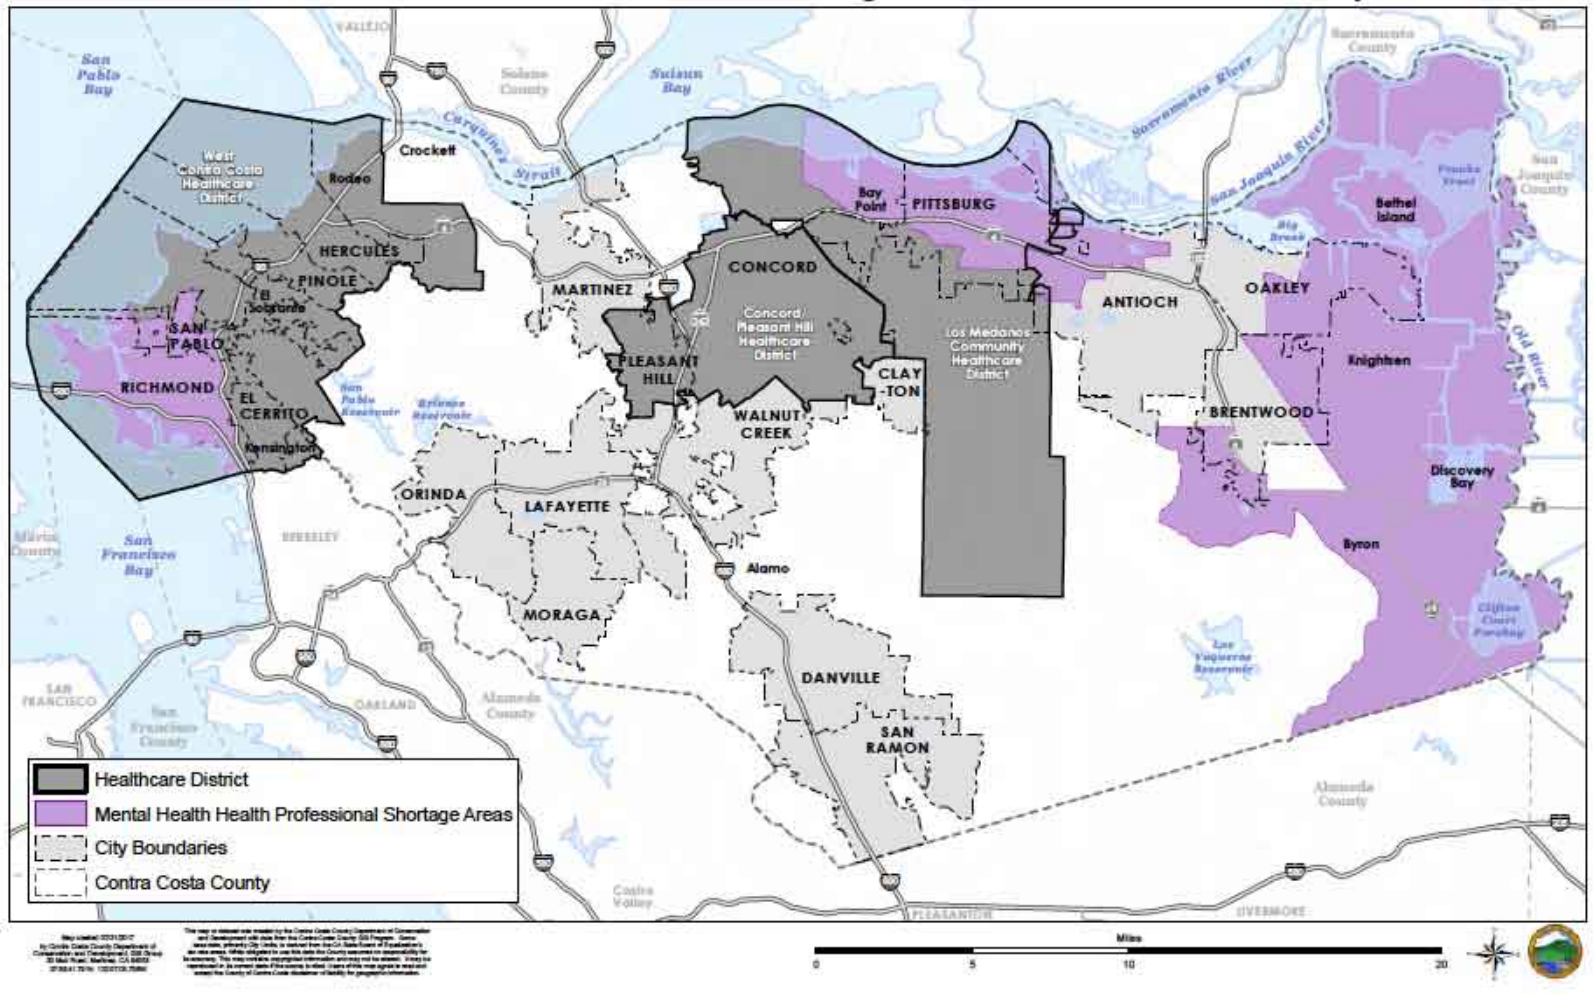 VALLEJO
San
Pablo
Bay
Solano
County
Suisun
Bay
Sacramento
County
Sacramento River
Carquinez
Strait
Crockett
West
Contra Costa
Healthcare
District
Rodeo
San Joaquin River
Franks
Tract
San
Joaquin
County
Bay
Point
PITTSBURG
Bethel
Island
Big
Break
HERCULES
CONCORD
PINOLE
MARTINEZ
ANTIOCH
OAKLEY
El
Sobrante
SAN
PABLO
Concord/
Pleasant Hill
Healthcare
District
Los Medanos
Community
Healthcare
District
Old River
PLEASANT
HILL
CLAY
-TON
Knightsen
RICHMOND
EL
CERRITO
San
Pablo
Reservoir
Briones
Reservoir
WALNUT
CREEK
BRENTWOOD
Kensington
Discovery
Bay
ORINDA
LAFAYETTE
Marin
County
San
Francisco
Bay
BERKELEY
Byron
Alamo
MORAGA
Clifton
Court
Forebay
Los
Vaqueros
Reservoir
DANVILLE
SAN
FRANCISCO
San
Francisco
County
OAKLAND
Alameda
County
SAN
RAMON
Alameda
County
Healthcare District
Mental Health Health Professional Shortage Areas
City Boundaries
Contra Costa County
Castro
Valley
PLEASANTON
LIVERMORE
Miles
0 5 10 20